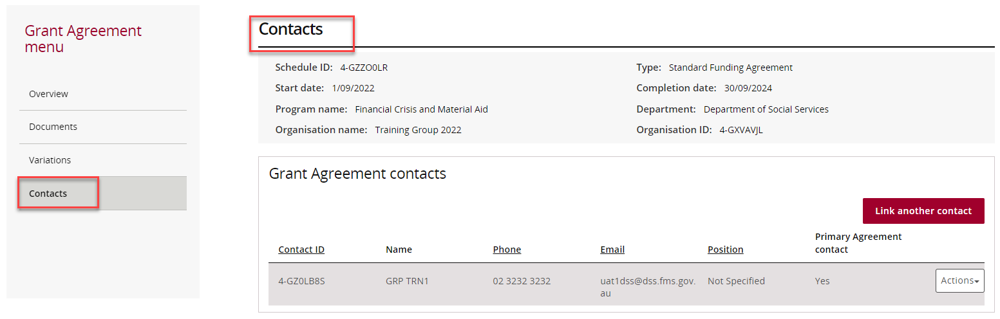 Grant Agreement
menu
Overview
Documents
Variations
Contacts
Contacts
Schedule ID: 4-GZZO0LR Type: Standard Funding Agreement
Start date: 1/09/2022 Completion date: 30/09/2024
Program name: Financial Crisis and Material Aid Department: Department of Social Services
Organisation name: Training Group 2022 Organisation ID: 4-GXVAVJL
Grant Agreement contacts
Link another contact
Contact ID Name Phone Email Position Primary Agreement
contact
4-GZ0LB8S GRP TRN1 02 3232 3232 uat1dss@dss.fms.gov. Not Specified Yes Actions
au